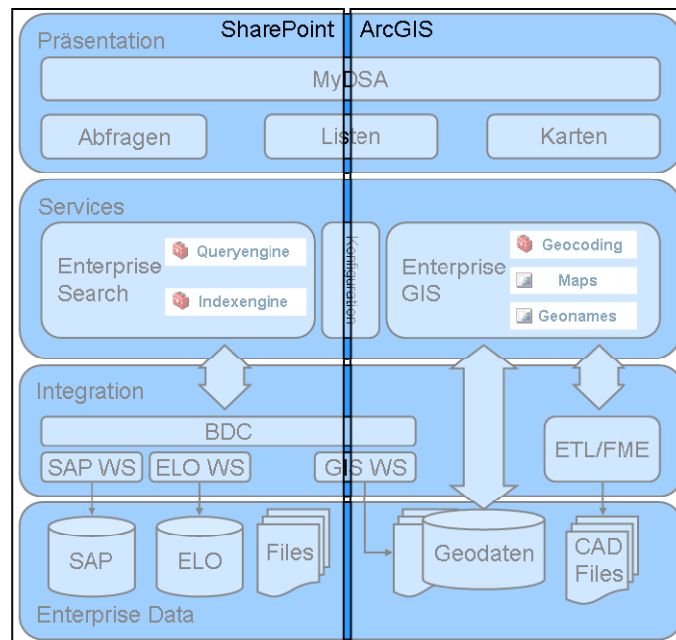 SharePoint ArcGIS
Präsentation
MyDSA
Abfragen Listen Karten
Services
Enterprise Search
Queryengine
Indexengine
Konfiguration
Enterprise GIS
Geocoding
Maps
Geonames
Integration
BDC
SAP WS ELO WS GIS WS
ETL/FME
SAP ELO Files Geodaten CAD Files
Enterprise Data